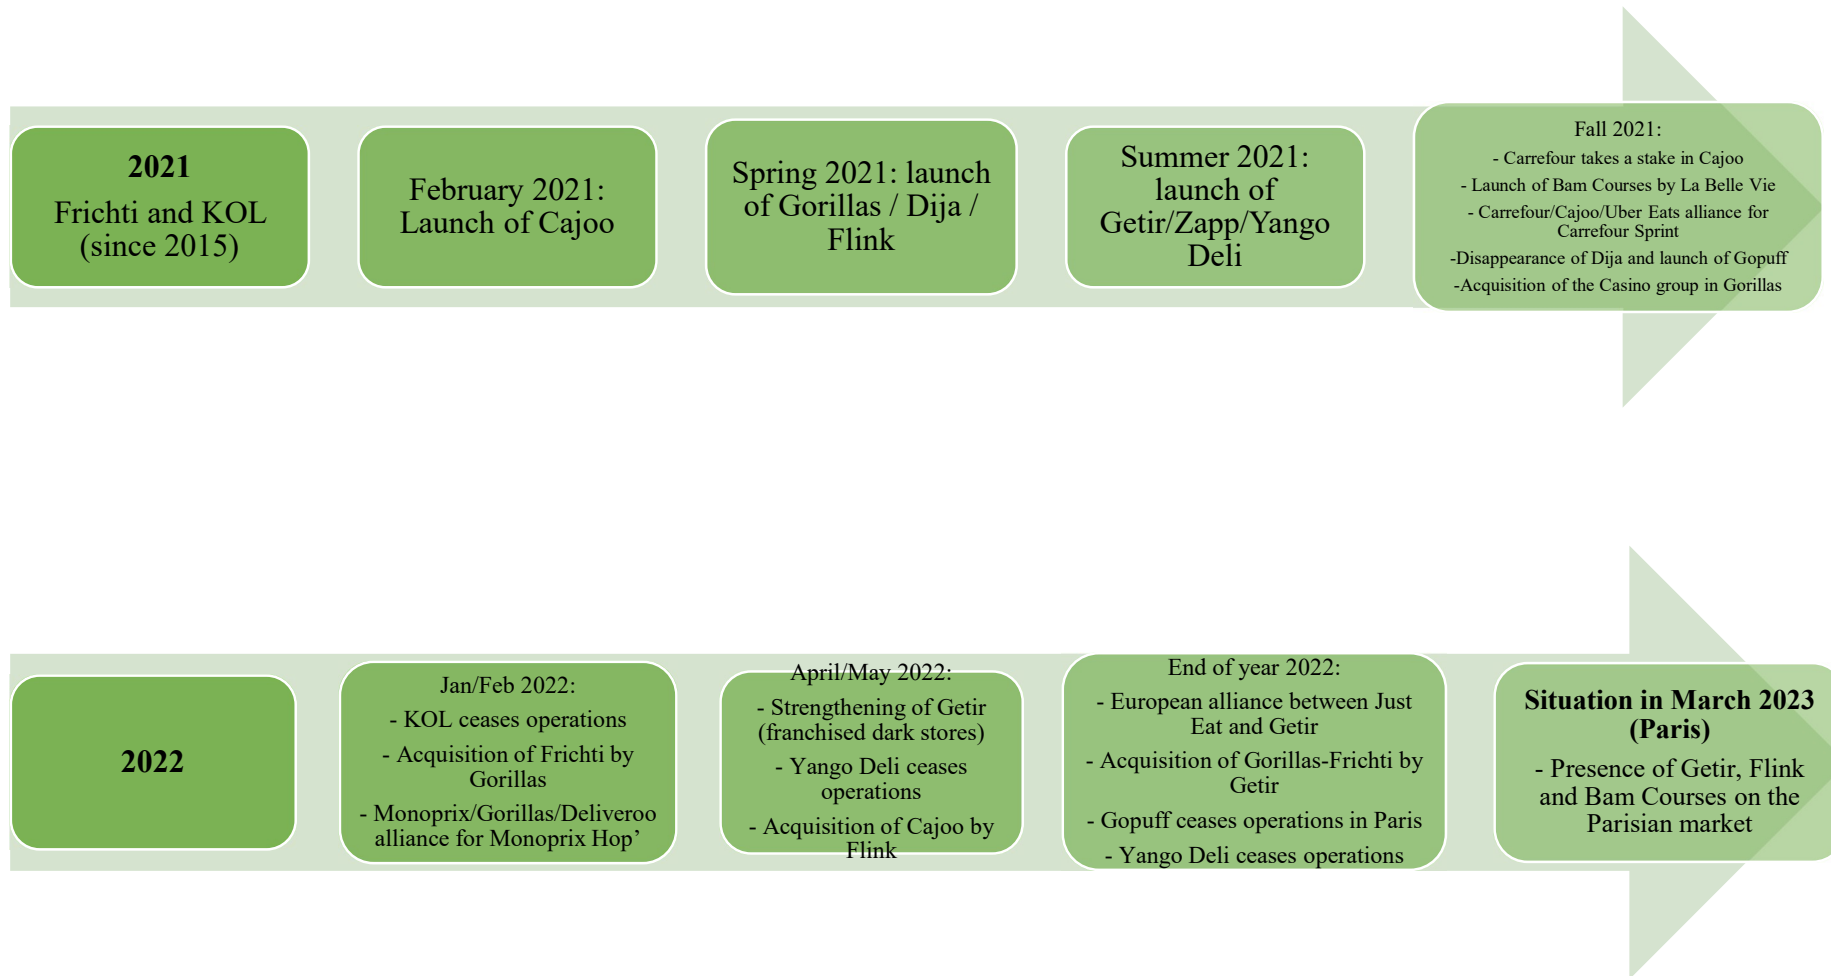 2021
Frichti and KOL
(since 2015)
February 2021:
Launch of Cajoo
Spring 2021: launch
of Gorillas / Dija /
Flink
Summer 2021:
launch of
Getir/Zapp/Yango
Deli
Fall 2021:
- Carrefour takes a stake in Cajoo
- Launch of Bam Courses by La Belle Vie
- Carrefour/Cajoo/Uber Eats alliance for
Carrefour Sprint
-Disappearance of Dija and launch of Gopuff
-Acquisition of the Casino group in Gorillas
2022
Jan/Feb 2022:
- KOL ceases operations
- Acquisition of Frichti by
Gorillas
- Monoprix/Gorillas/Deliveroo
alliance for Monoprix Hop’
April/May 2022:
- Strengthening of Getir
(franchised dark stores)
- Yango Deli ceases
operations
- Acquisition of Cajoo by
Flink
End of year 2022:
- European alliance between Just
Eat and Getir
- Acquisition of Gorillas-Frichti by
Getir
- Gopuff ceases operations in Paris
- Yango Deli ceases operations
Situation in March 2023
(Paris)
- Presence of Getir, Flink
and Bam Courses on the
Parisian market